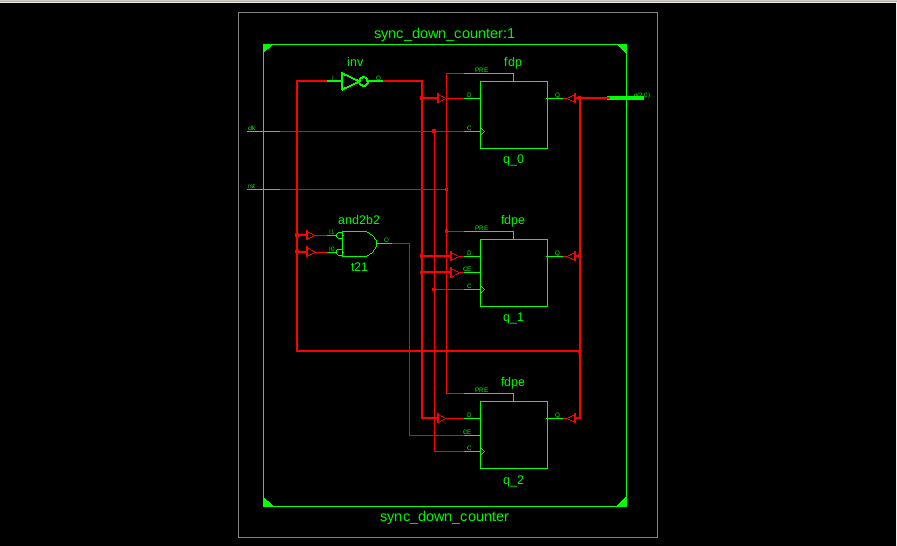 sync_down_counter:1
inv
fdp
PRE
I
O
D
Q
q(2:0)
clk
C
q_0
rst
and2b2
fdpe
PRE
I1
O
I0
t21
D
Q
CE
C
q_1
fdpe
PRE
D
Q
CE
C
q_2
sync_down_counter